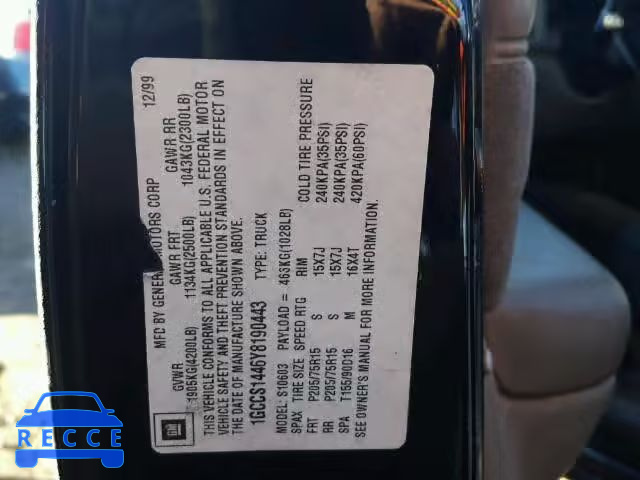 MFG BY GENERAL MOTORS CORP 12/99
GVWR GAWR FRT GAWR RR
1905KG(4200LB) 1134KG(2500LB) 1043KG(2300LB)
THIS VEHICLE CONFORMS TO ALL APPLICABLE U.S. FEDERAL MOTOR
VEHICLE SAFETY AND THEFT PREVENTION STANDARDS IN EFFECT ON
THE DATE OF MANUFACTURE SHOWN ABOVE.
1GCCS1446Y8190443 TYPE: TRUCK
MODEL: S10603 PAYLOAD = 463KG(1028LB)
SPAX TIRE SIZE SPEED RTG RIM COLD TIRE PRESSURE
FRT P205/75R15 S 15X7J 240KPA(35PSI)
RR P205/75R15 S 15X7J 240KPA(35PSI)
SPA T155/90D16 M 16X4T 420KPA(60PSI)
SEE OWNER'S MANUAL FOR MORE INFORMATION.
GM
RECCE